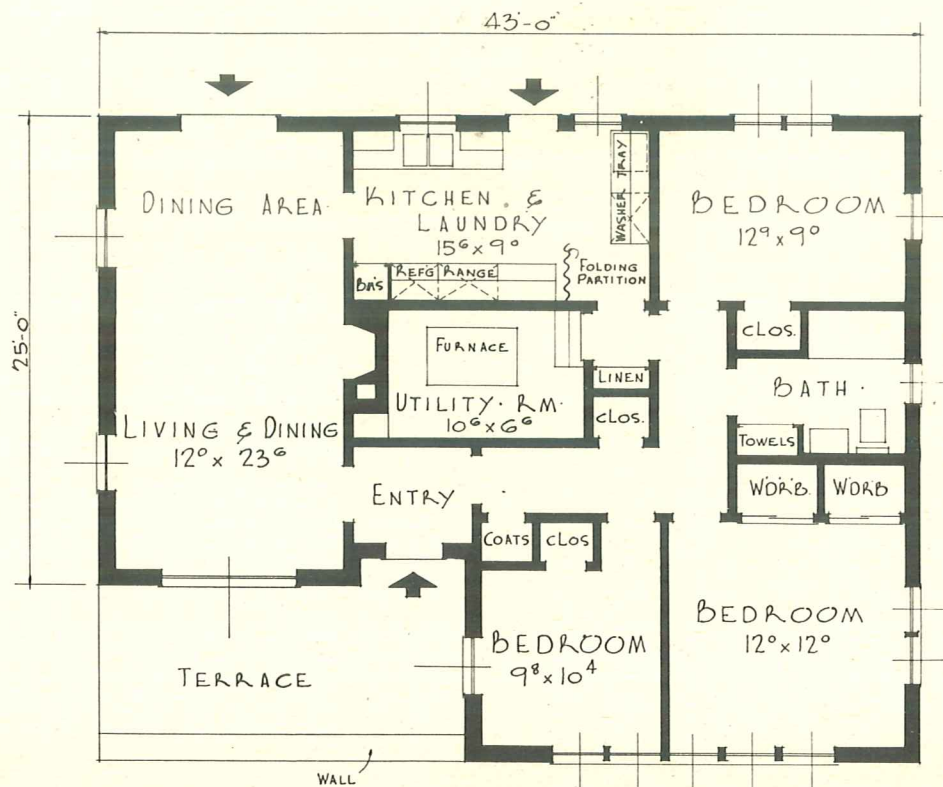 43'-0"
25'-0"
DINING AREA
KITCHEN &
LAUNDRY
15⁶ x 9⁰
WASHER TRAY
BEDROOM
12⁹ x 9⁰
REFG
RANGE
FOLDING
PARTITION
CLOS.
FURNACE
LINEN
BATH
UTILITY. RM.
10⁶ x 6⁶
CLOS.
LIVING & DINING
12⁰ x 23⁶
TOWELS
ENTRY
WDRB.
WDRB
COATS
CLOS
BEDROOM
9⁸ x 10⁴
BEDROOM
12⁰ x 12⁰
TERRACE
WALL